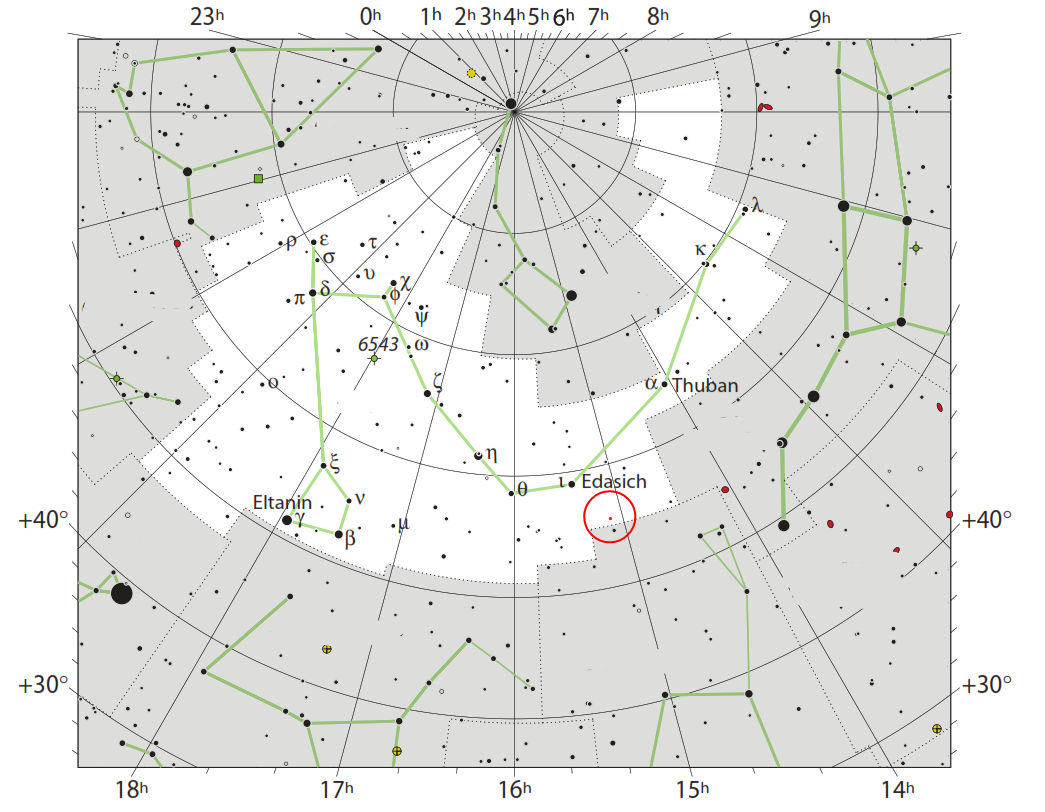 23h 0h 1h 2h 3h 4h 5h 6h 7h 8h 9h
λ
ρ ε τ
σ κ
υ χ
π δ ϕ
ψ
6543 ω
ο ζ α Thuban
ξ η
θ ι Edasich
Eltanin ν
γ
+40° β μ +40°
+30° +30°
18h 17h 16h 15h 14h